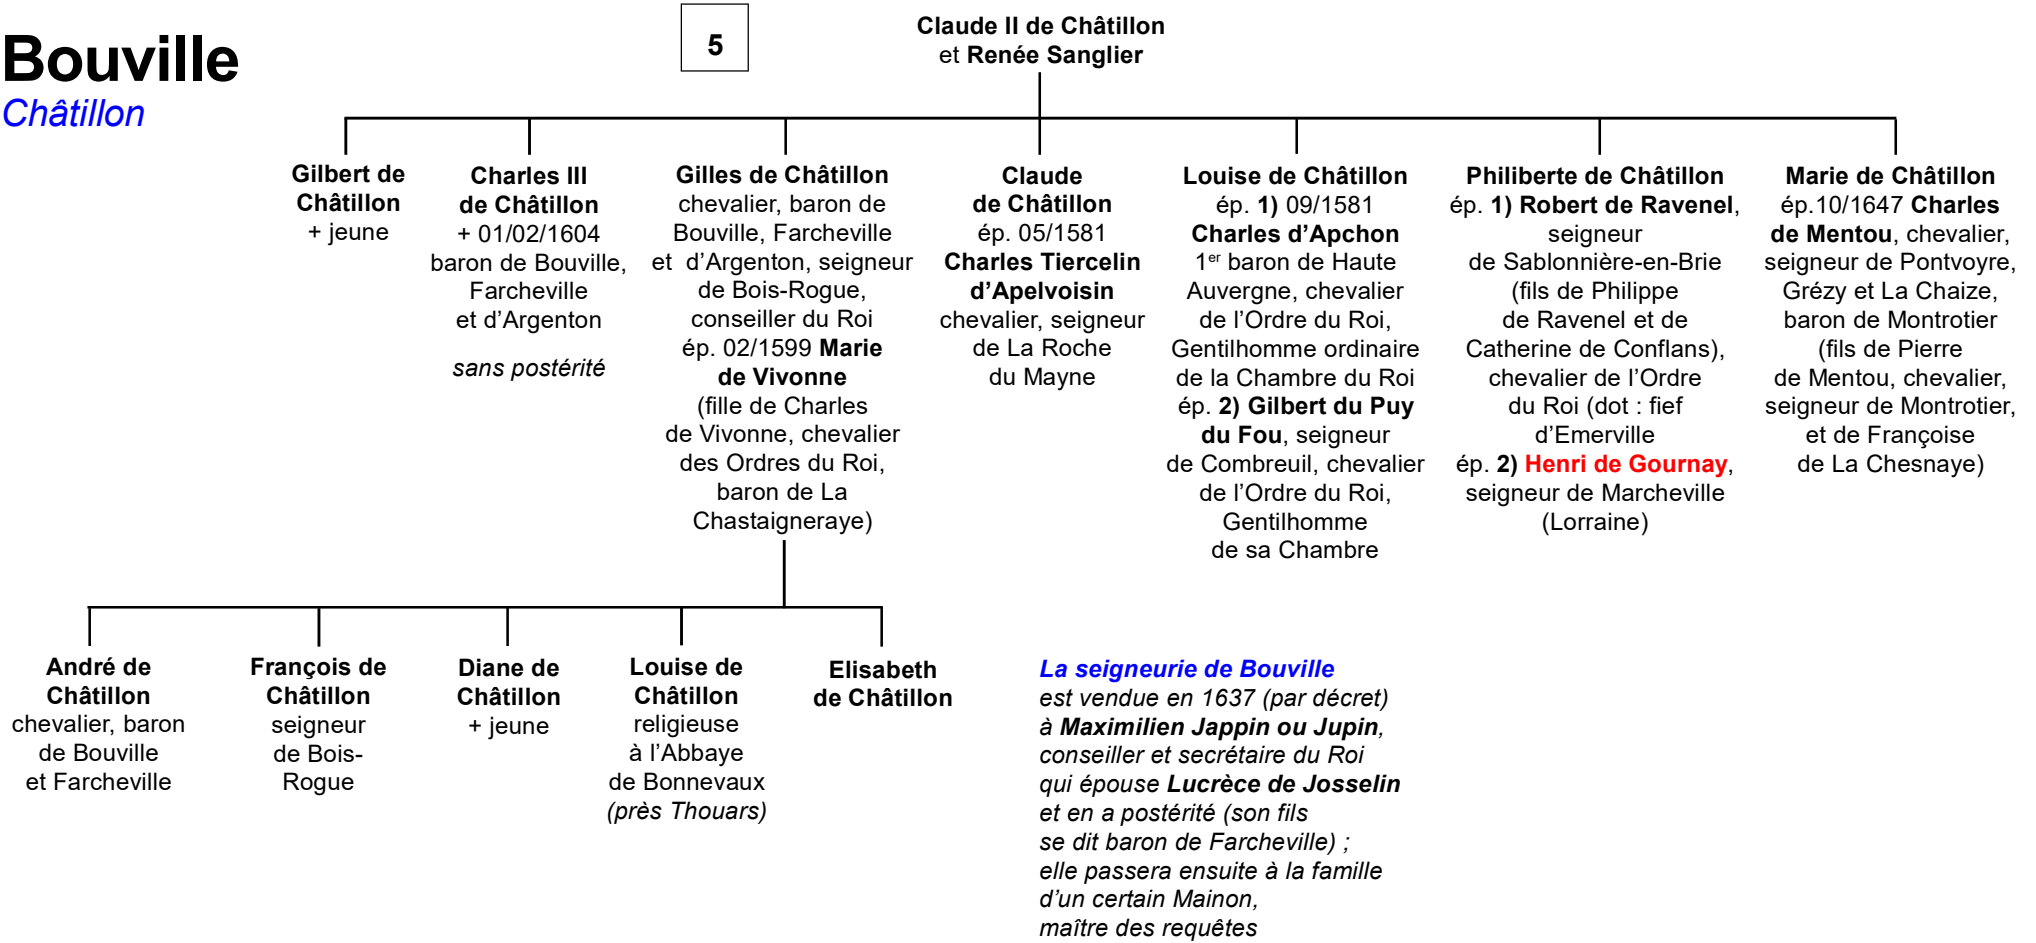 Bouville
Châtillon
5
Claude II de Châtillon
et Renée Sanglier
Gilbert de
Châtillon
+ jeune
Charles III
de Châtillon
+ 01/02/1604
baron de Bouville,
Farcheville
et d’Argenton
sans postérité
Gilles de Châtillon
chevalier, baron de
Bouville, Farcheville
et d’Argenton, seigneur
de Bois-Rogue,
conseiller du Roi
ép. 02/1599 Marie
de Vivonne
(fille de Charles
de Vivonne, chevalier
des Ordres du Roi,
baron de La
Chastaigneraye)
Claude
de Châtillon
ép. 05/1581
Charles Tiercelin
d’Apelvoisin
chevalier, seigneur
de La Roche
du Mayne
Louise de Châtillon
ép. 1) 09/1581
Charles d’Apchon
1er baron de Haute
Auvergne, chevalier
de l’Ordre du Roi,
Gentilhomme ordinaire
de la Chambre du Roi
ép. 2) Gilbert du Puy
du Fou, seigneur
de Combreuil, chevalier
de l’Ordre du Roi,
Gentilhomme
de sa Chambre
Philiberte de Châtillon
ép. 1) Robert de Ravenel,
seigneur
de Sablonnière-en-Brie
(fils de Philippe
de Ravenel et de
Catherine de Conflans),
chevalier de l’Ordre
du Roi (dot : fief
d’Emerville
ép. 2) Henri de Gournay,
seigneur de Marcheville
(Lorraine)
Marie de Châtillon
ép.10/1647 Charles
de Mentou, chevalier,
seigneur de Pontvoyre,
Grézy et La Chaize,
baron de Montrotier
(fils de Pierre
de Mentou, chevalier,
seigneur de Montrotier,
et de Françoise
de La Chesnaye)
André de
Châtillon
chevalier, baron
de Bouville
et Farcheville
François de
Châtillon
seigneur
de Bois-
Rogue
Diane de
Châtillon
+ jeune
Louise de
Châtillon
religieuse
à l’Abbaye
de Bonnevaux
(près Thouars)
Elisabeth
de Châtillon
La seigneurie de Bouville
est vendue en 1637 (par décret)
à Maximilien Jappin ou Jupin,
conseiller et secrétaire du Roi
qui épouse Lucrèce de Josselin
et en a postérité (son fils
se dit baron de Farcheville) ;
elle passera ensuite à la famille
d’un certain Mainon,
maître des requêtes